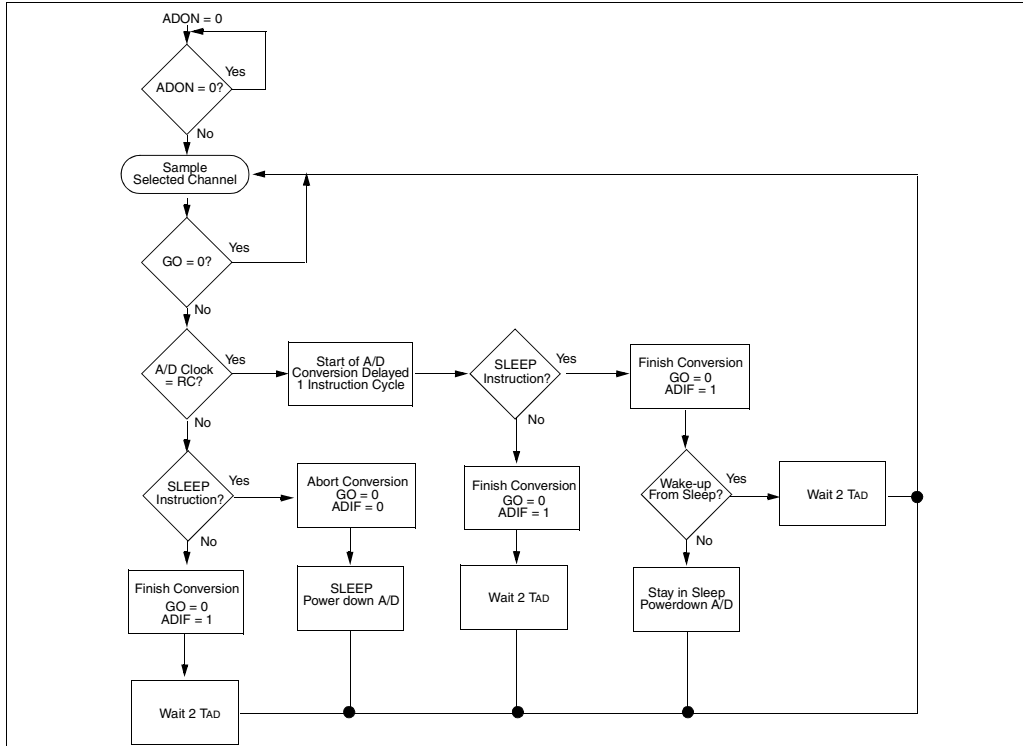 ADON = 0
Yes
ADON = 0?
No
Sample
Selected Channel
Yes
GO = 0?
No
A/D Clock
= RC?
Yes
Start of A/D
Conversion Delayed
1 Instruction Cycle
SLEEP
Instruction?
Yes
Finish Conversion
GO = 0
ADIF = 1
No
No
SLEEP
Instruction?
Yes
Abort Conversion
GO = 0
ADIF = 0
Finish Conversion
GO = 0
ADIF = 1
Wake-up
From Sleep?
Yes
Wait 2 TAD
No
No
Finish Conversion
GO = 0
ADIF = 1
SLEEP
Power down A/D
Wait 2 TAD
Stay in Sleep
Powerdown A/D
Wait 2 TAD